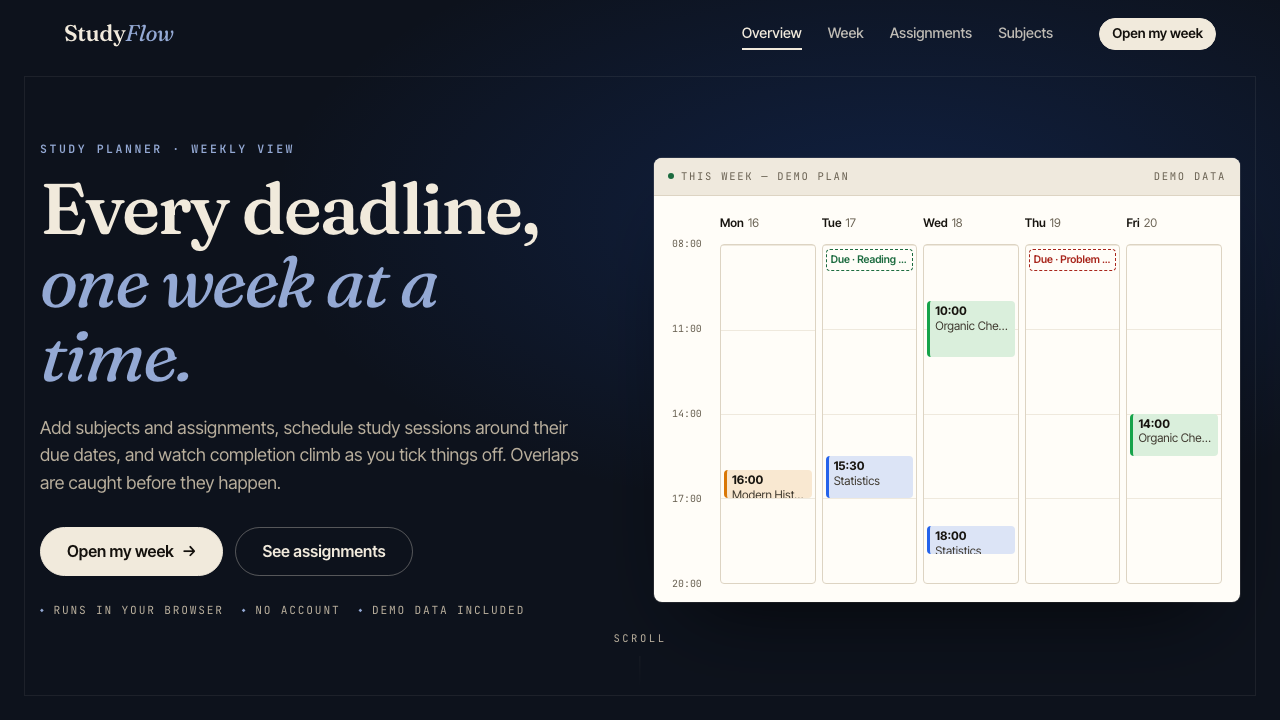 StudyFlow
Overview Week Assignments Subjects Open my week
STUDY PLANNER · WEEKLY VIEW
Every deadline,
one week at a
time.
Add subjects and assignments, schedule study sessions around their
due dates, and watch completion climb as you tick things off. Overlaps
are caught before they happen.
Open my week → See assignments
• RUNS IN YOUR BROWSER • NO ACCOUNT • DEMO DATA INCLUDED
THIS WEEK — DEMO PLAN DEMO DATA
Mon 16 Tue 17 Wed 18 Thu 19 Fri 20
08:00
Due · Reading ... Due · Problem ...
10:00
Organic Che...
11:00
14:00
14:00
Organic Che...
15:30
Statistics
16:00
Modern Hist...
17:00
18:00
Statistics
20:00
SCROLL